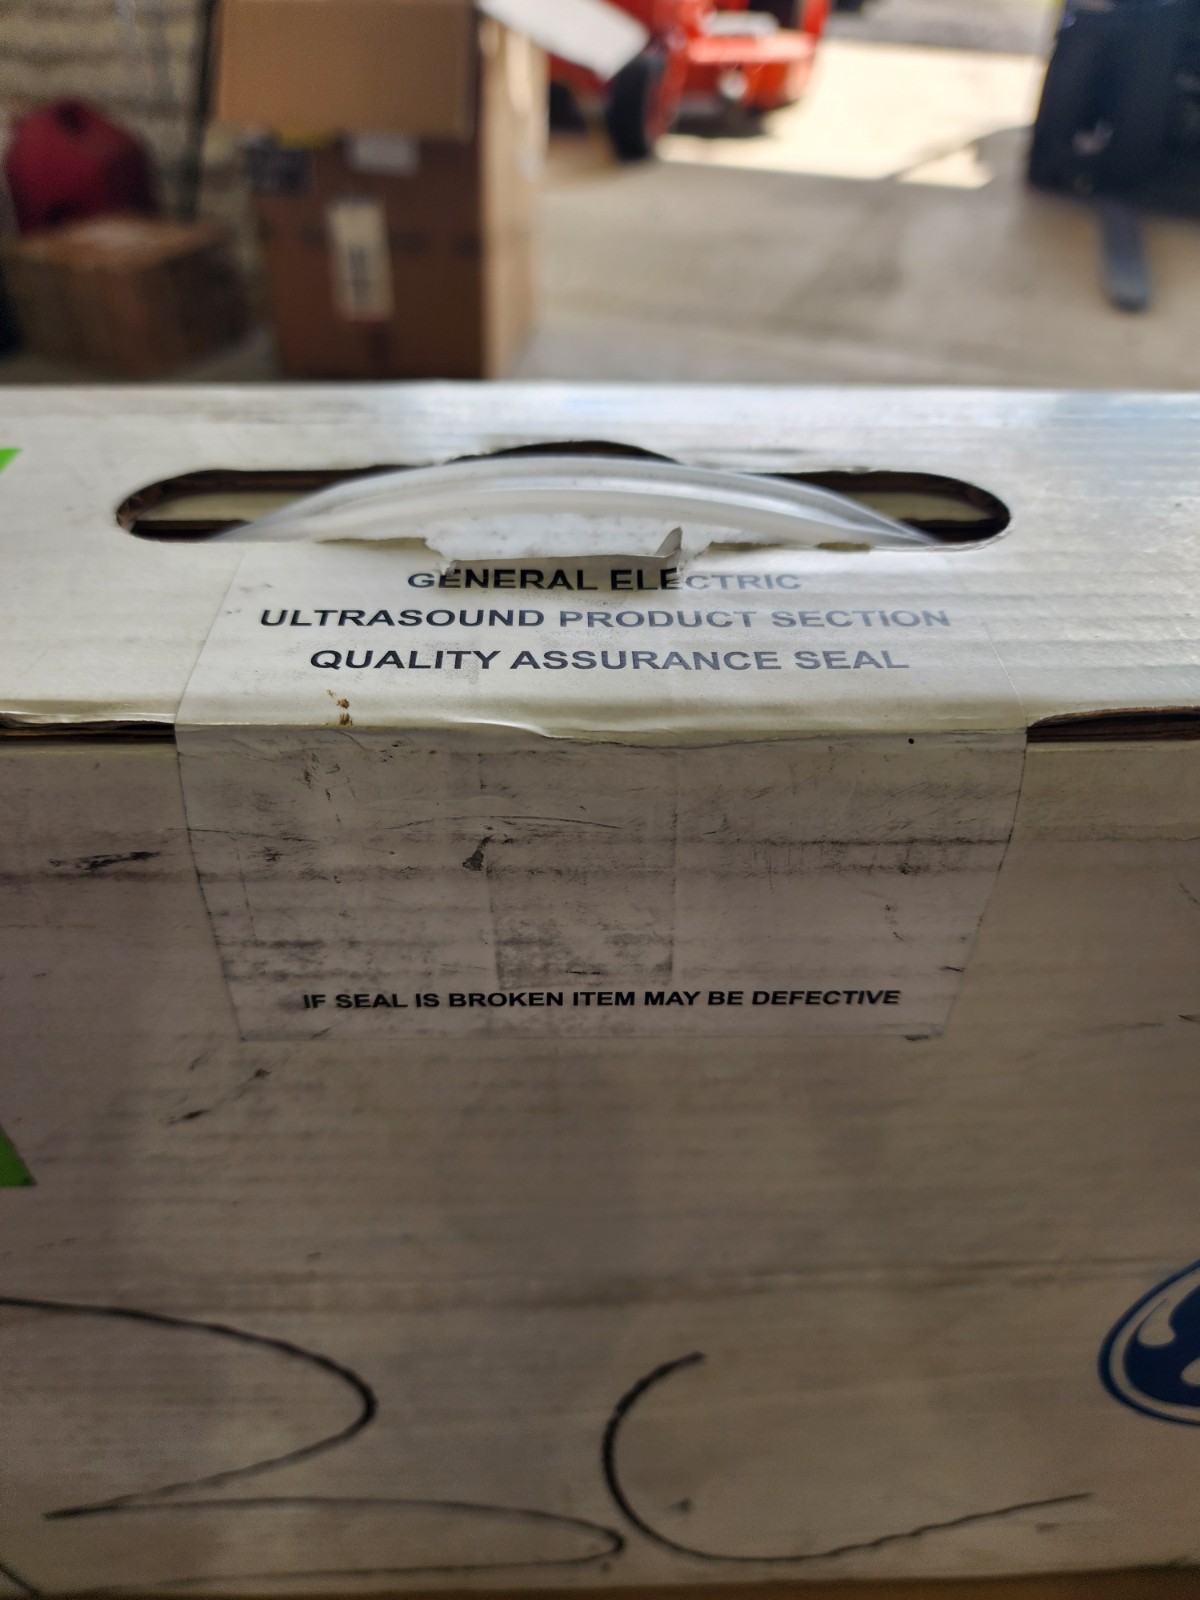 GENERAL ELECTRIC
ULTRASOUND PRODUCT SECTION
QUALITY ASSURANCE SEAL
IF SEAL IS BROKEN ITEM MAY BE DEFECTIVE